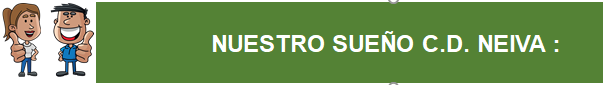 NUESTRO SUEÑO C.D. NEIVA :